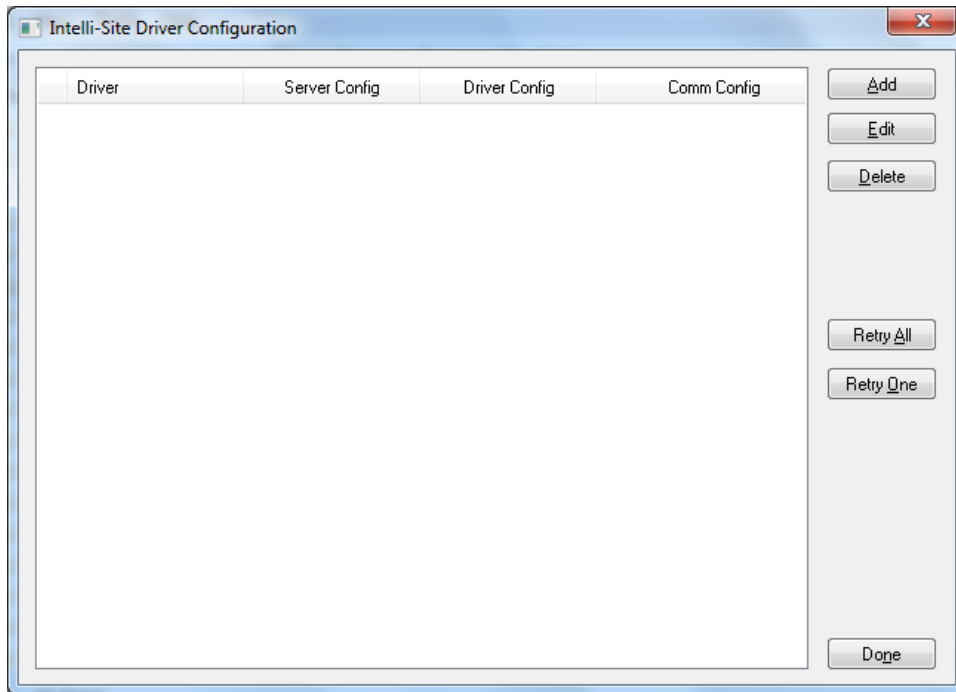 Intelli-Site Driver Configuration
Driver Server Config Driver Config Comm Config
Add
Edit
Delete
Retry All
Retry One
Done